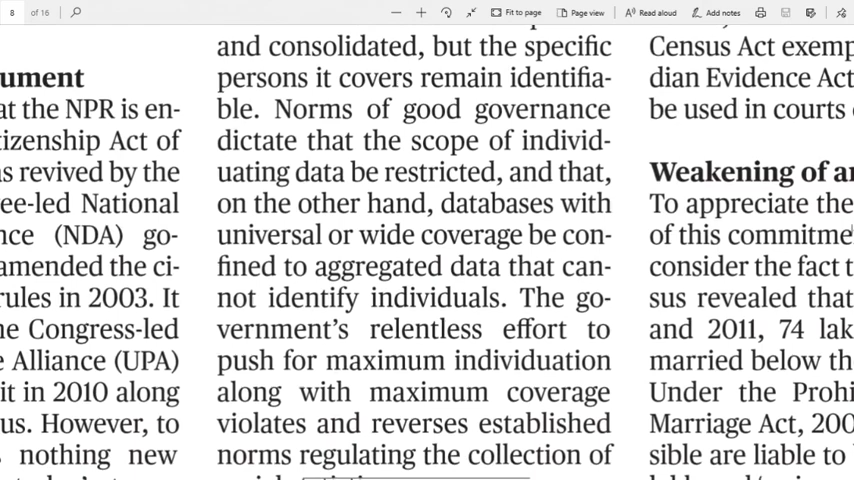 8 of 16 Fit to page Page view Read aloud Add notes
ument
at the NPR is en-
tizenship Act of
s revived by the
ee-led National
nce (NDA) go-
amended the ci-
rules in 2003. It
ne Congress-led
e Alliance (UPA)
it in 2010 along
us. However, to
nothing new
and consolidated, but the specific
persons it covers remain identifia-
ble. Norms of good governance
dictate that the scope of individ-
uating data be restricted, and that,
on the other hand, databases with
universal or wide coverage be con-
fined to aggregated data that can-
not identify individuals. The go-
vernment's relentless effort to
push for maximum individuation
along with maximum coverage
violates and reverses established
norms regulating the collection of
Census Act exemp
dian Evidence Act
be used in courts
Weakening of a
To appreciate the
of this commitme
consider the fact t
sus revealed that
and 2011, 74 lak
married below th
Under the Prohi
Marriage Act, 200
sible are liable to